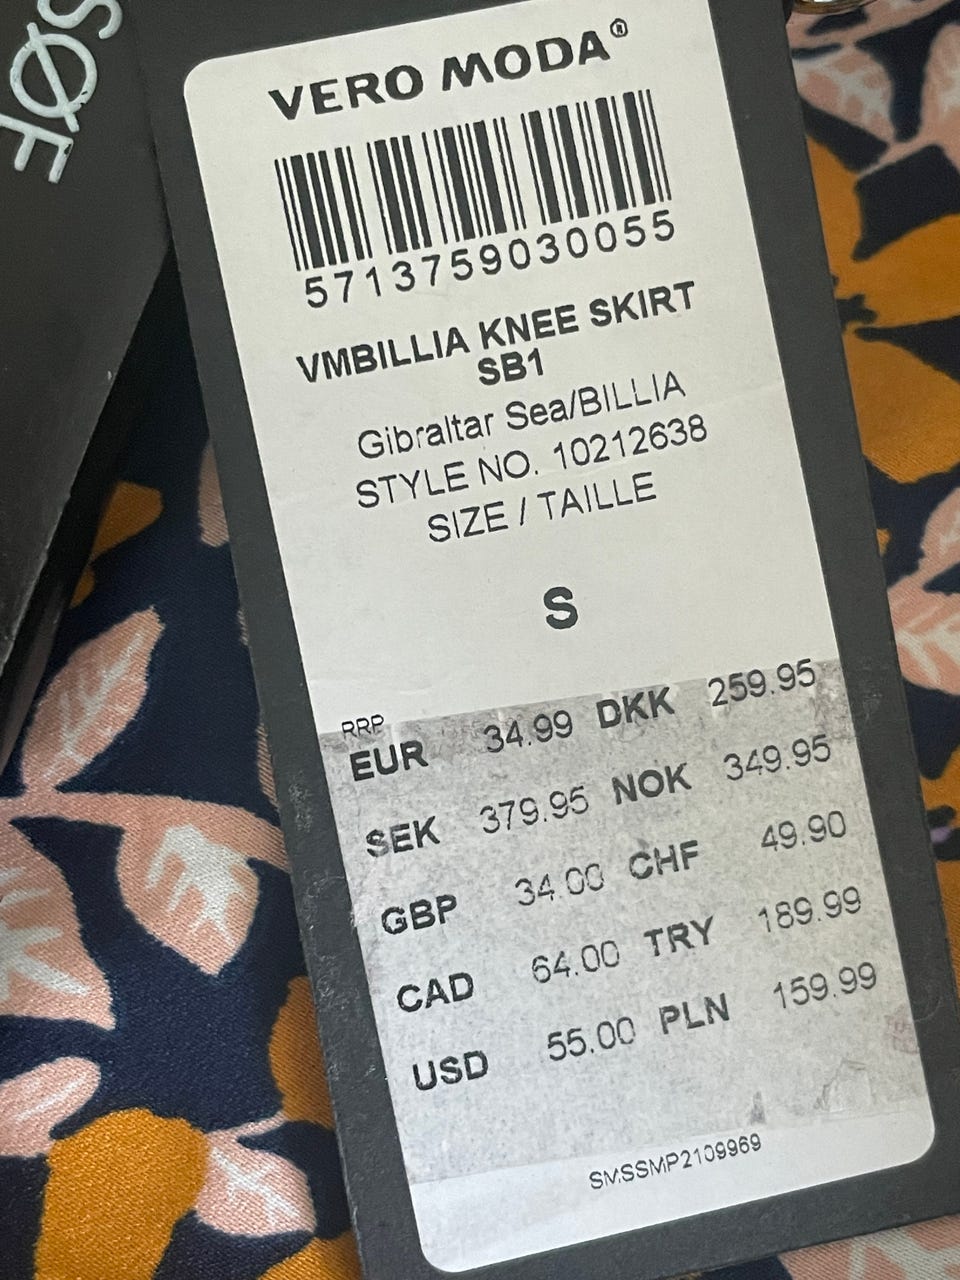 SØE
VERO MODA®
5713759030055
VMBILLIA KNEE SKIRT
SB1
Gibraltar Sea/BILLIA
STYLE NO. 10212638
SIZE / TAILLE
S
RRP
EUR 34.99 DKK 259.95
SEK 379.95 NOK 349.95
GBP 34.00 CHF 49.90
CAD 64.00 TRY 189.99
USD 55.00 PLN 159.99
SMSSMP2109969